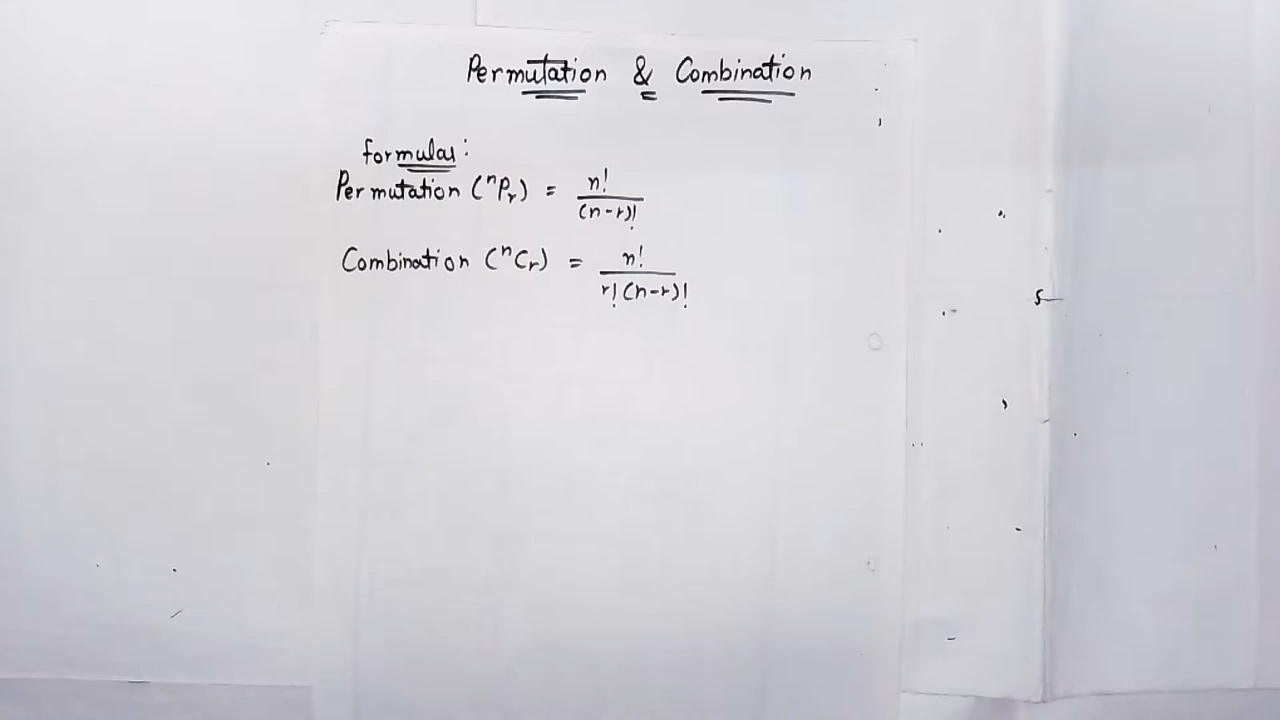 Permutation & Combination
formulas:
Permutation (ⁿPᵣ) = n!/(n-r)!
Combination (ⁿCᵣ) = n!/r!(n-r)!